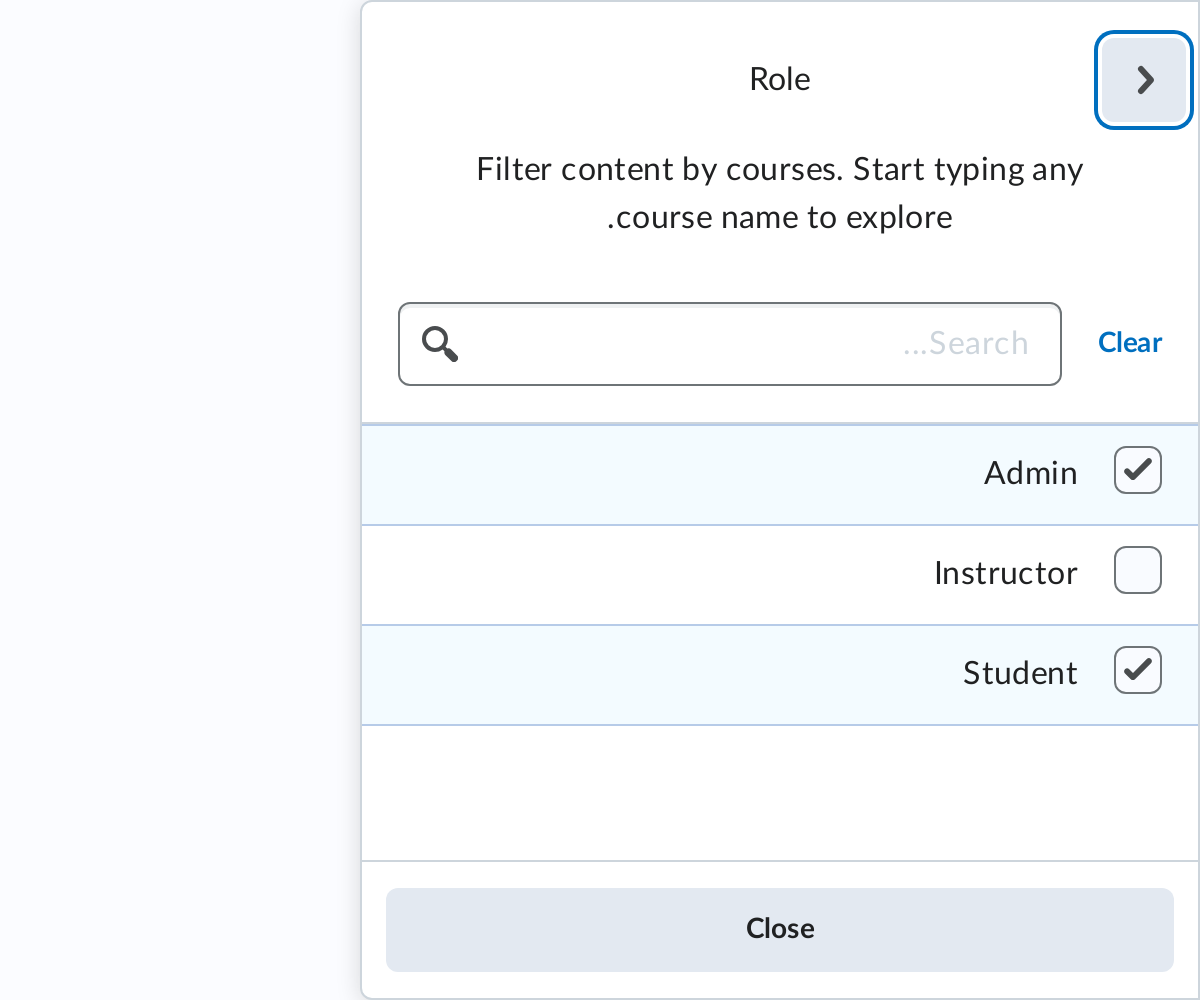 Role
Filter content by courses. Start typing any
.course name to explore
...Search
Clear
Admin
Instructor
Student
Close